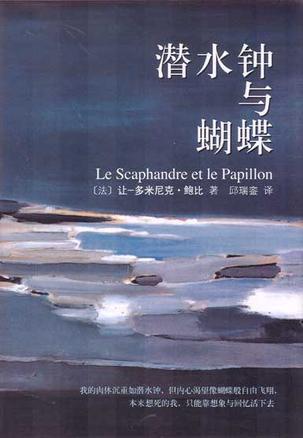 潜水钟
与
蝴蝶
Le Scaphandre et le Papillon
〔法〕让-多米尼克·鲍比 著 邱瑞銮 译
我的肉体沉重如潜水钟，但内心渴望像蝴蝶般自由飞翔，
本来想死的我，只能靠想象与回忆活下去